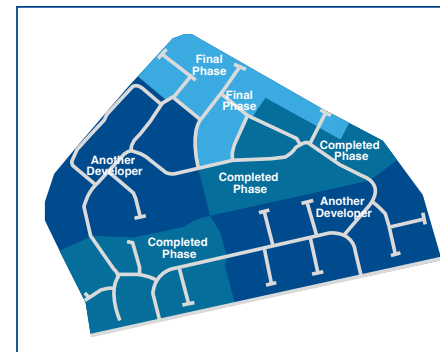 Final
Phase
Final
Phase
Completed
Phase
Another
Developer
Completed
Phase
Another
Developer
Completed
Phase